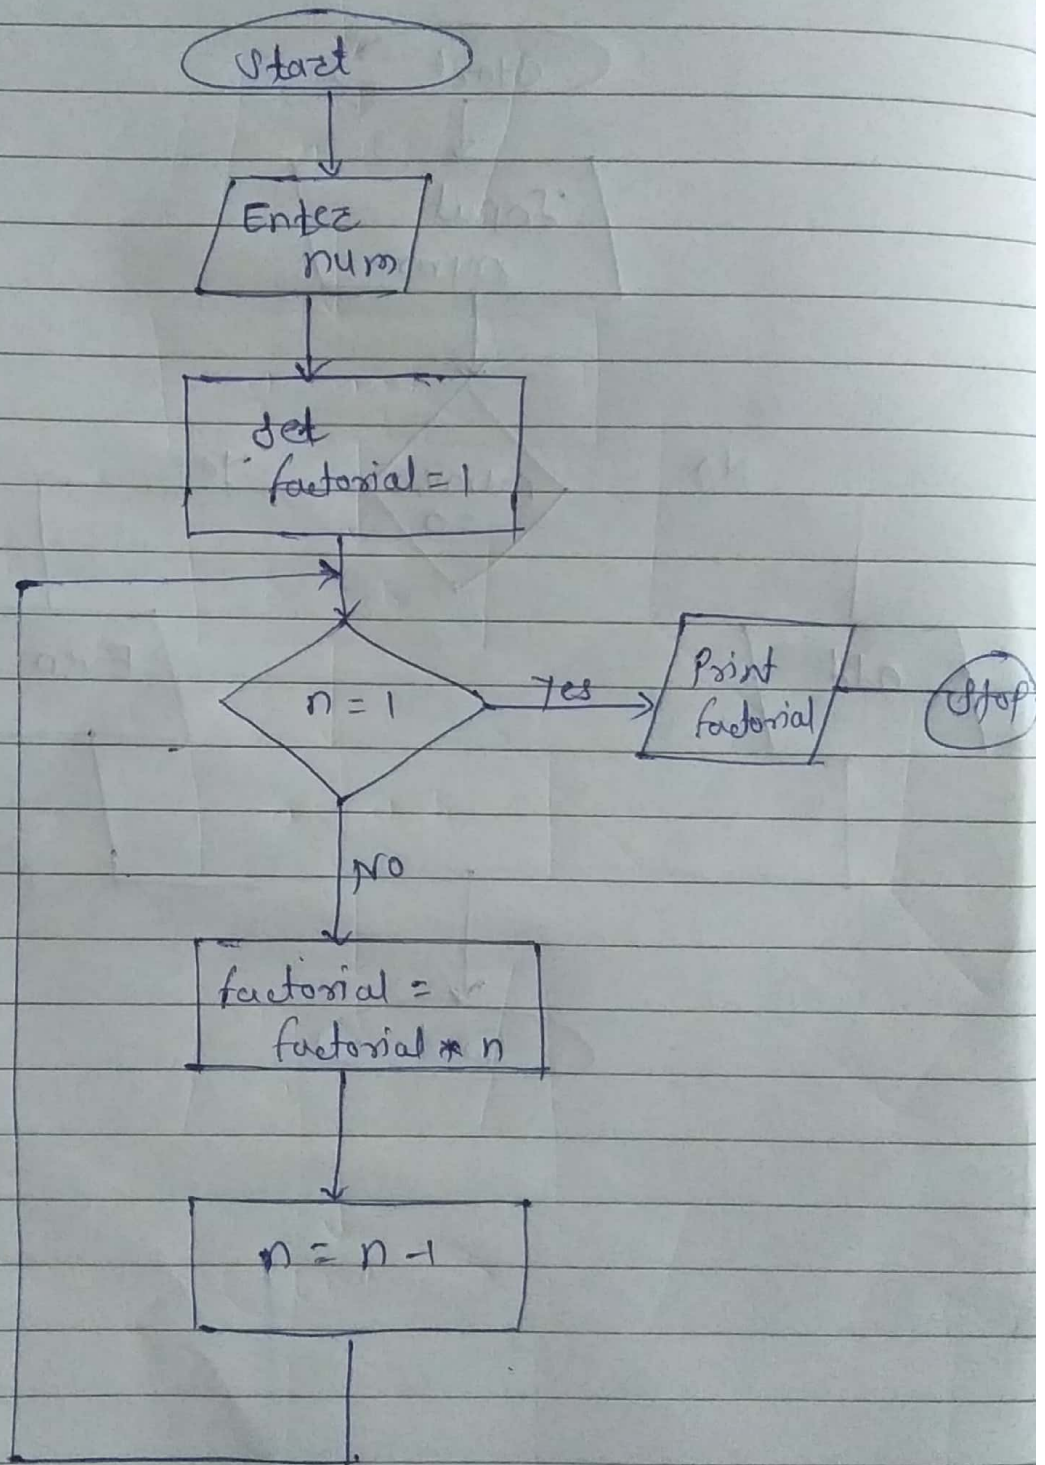 Start
Enter
num
Set
factorial = 1
n = 1
Yes
Print
factorial
Stop
NO
factorial =
factorial * n
n = n - 1